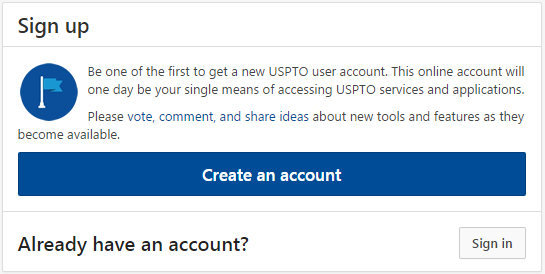 Sign up
Be one of the first to get a new USPTO user account. This online account will
one day be your single means of accessing USPTO services and applications.
Please vote, comment, and share ideas about new tools and features as they
become available.
Create an account
Already have an account?
Sign in